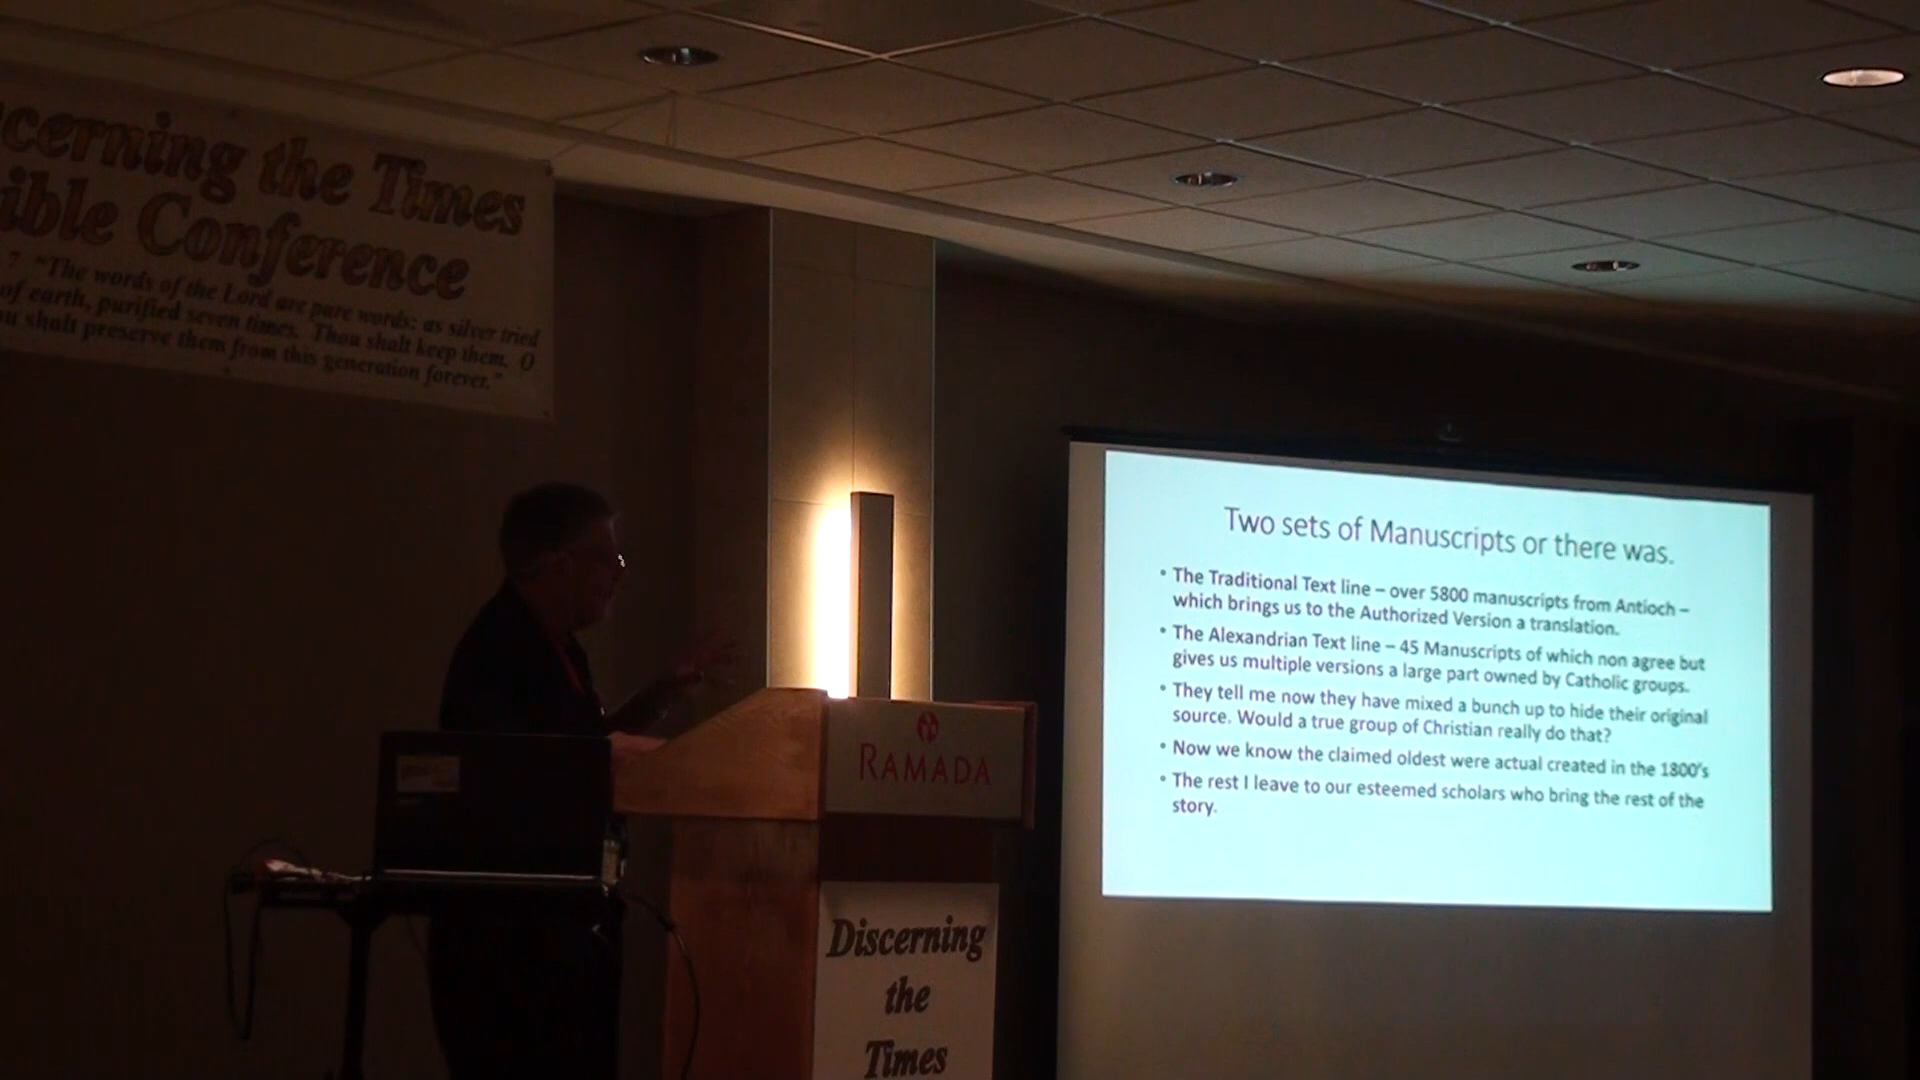 cerning the Times
ible Conference
7 "The words of the Lord are pure words: as silver tried
of earth, purified seven times. Thou shalt keep them, O
u shalt preserve them from this generation forever."
RAMADA
Discerning
the
Times
Two sets of Manuscripts or there was.
• The Traditional Text line – over 5800 manuscripts from Antioch –
which brings us to the Authorized Version a translation.
• The Alexandrian Text line – 45 Manuscripts of which non agree but
gives us multiple versions a large part owned by Catholic groups.
• They tell me now they have mixed a bunch up to hide their original
source. Would a true group of Christian really do that?
• Now we know the claimed oldest were actual created in the 1800's
• The rest I leave to our esteemed scholars who bring the rest of the
story.